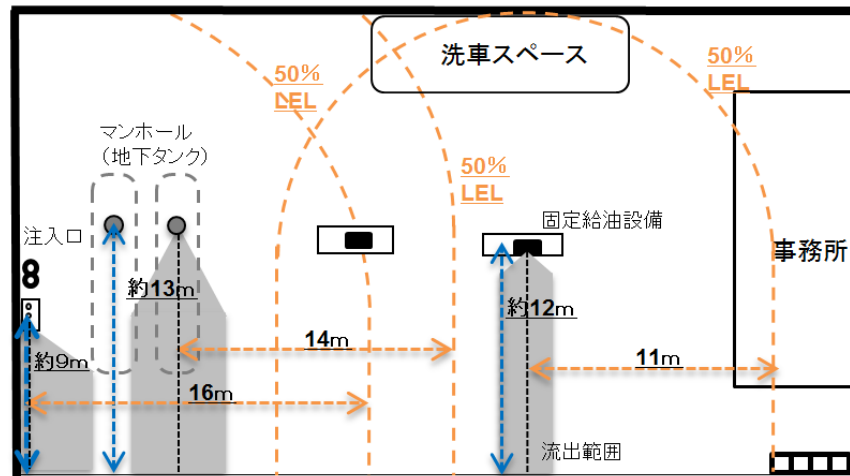 洗車スペース
50%
LEL
50%
LEL
マンホール
（地下タンク）
50%
LEL
注入口
固定給油設備
事務所
8
約13m
約12m
14m
約9m
11m
16m
流出範囲